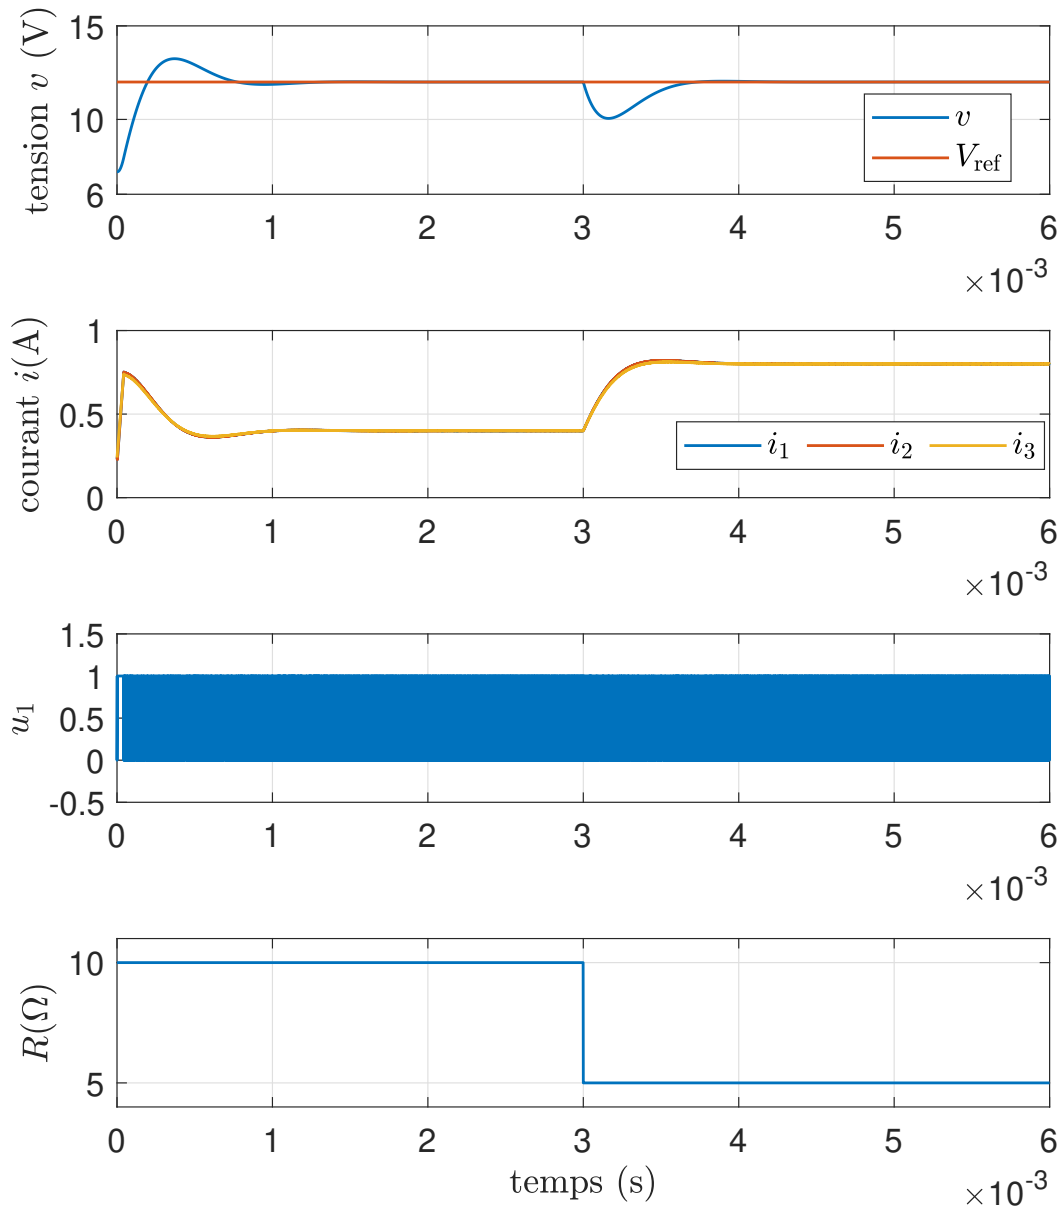 tension v (V)
15
10
6
v
V_ref
0 1 2 3 4 5 6
×10^-3
courant i(A)
1
0.5
0
i_1 i_2 i_3
0 1 2 3 4 5 6
×10^-3
u_1
1.5
1
0.5
0
-0.5
0 1 2 3 4 5 6
×10^-3
R(Ω)
10
5
0 1 2 3 4 5 6
temps (s)
×10^-3